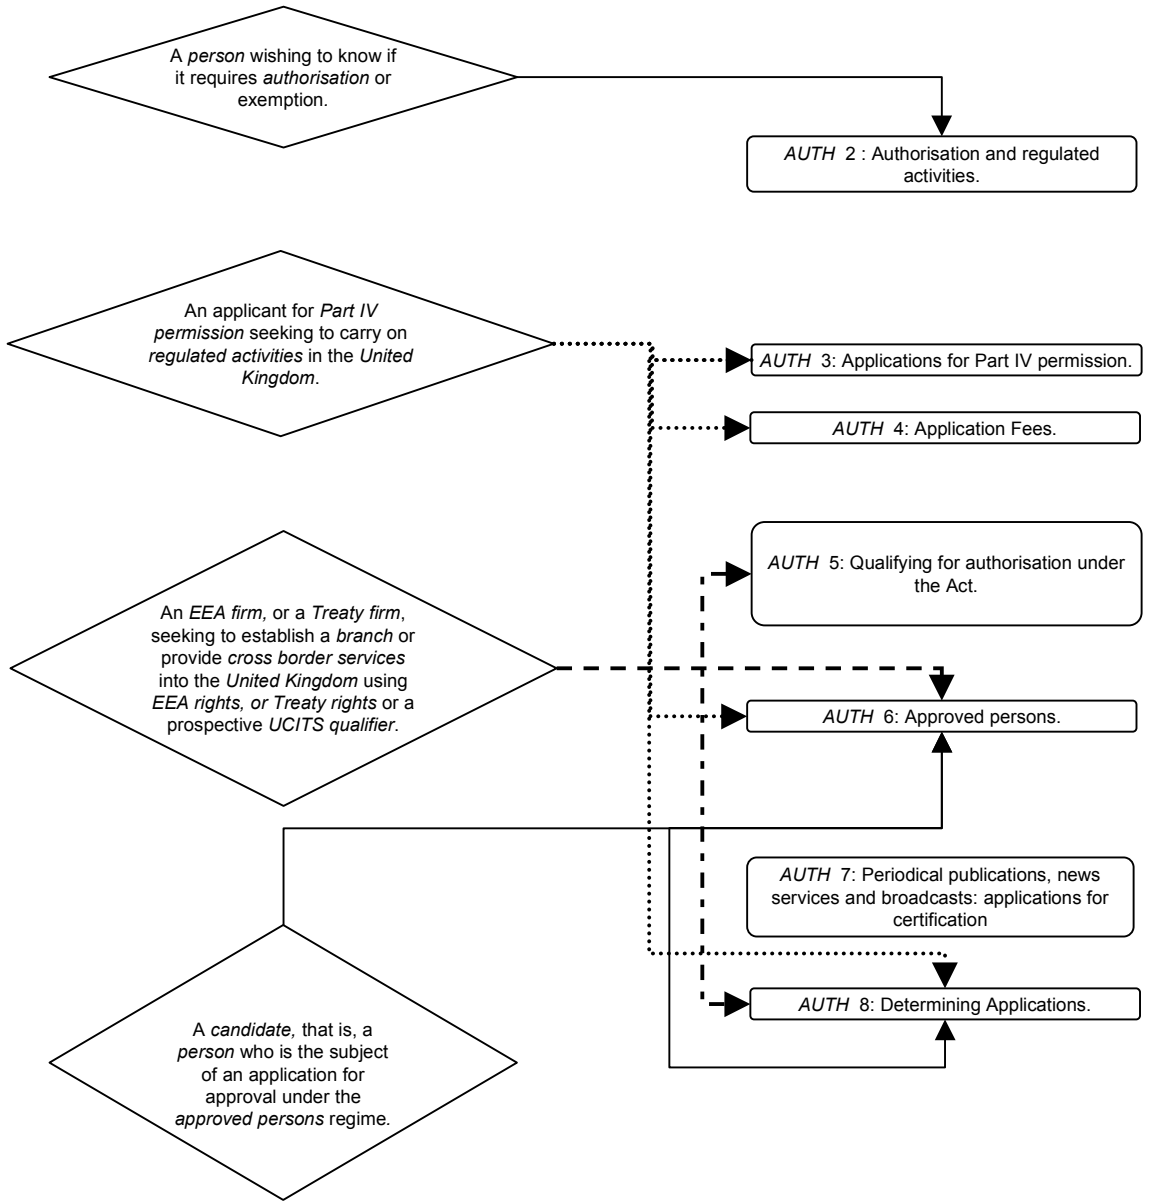 A person wishing to know if
it requires authorisation or
exemption.
AUTH 2 : Authorisation and regulated
activities.
An applicant for Part IV
permission seeking to carry on
regulated activities in the United
Kingdom.
AUTH 3: Applications for Part IV permission.
AUTH 4: Application Fees.
AUTH 5: Qualifying for authorisation under
the Act.
An EEA firm, or a Treaty firm,
seeking to establish a branch or
provide cross border services
into the United Kingdom using
EEA rights, or Treaty rights or a
prospective UCITS qualifier.
AUTH 6: Approved persons.
AUTH 7: Periodical publications, news
services and broadcasts: applications for
certification
AUTH 8: Determining Applications.
A candidate, that is, a
person who is the subject
of an application for
approval under the
approved persons regime.